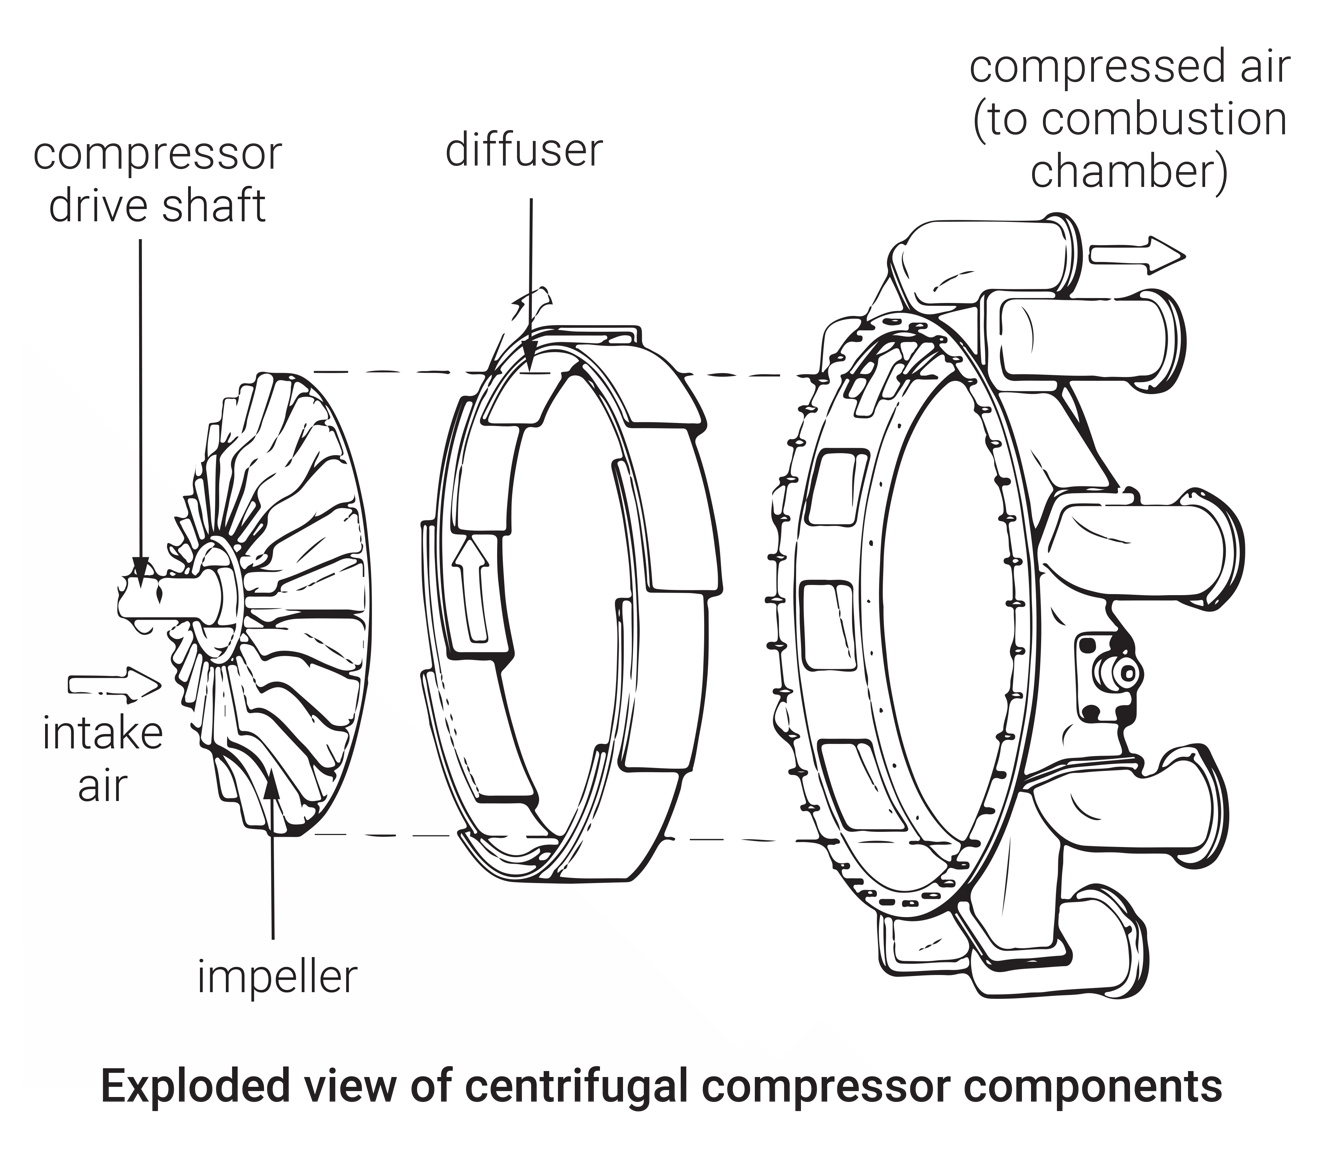 compressed air
(to combustion
chamber)
compressor
drive shaft
diffuser
intake
air
impeller
Exploded view of centrifugal compressor components